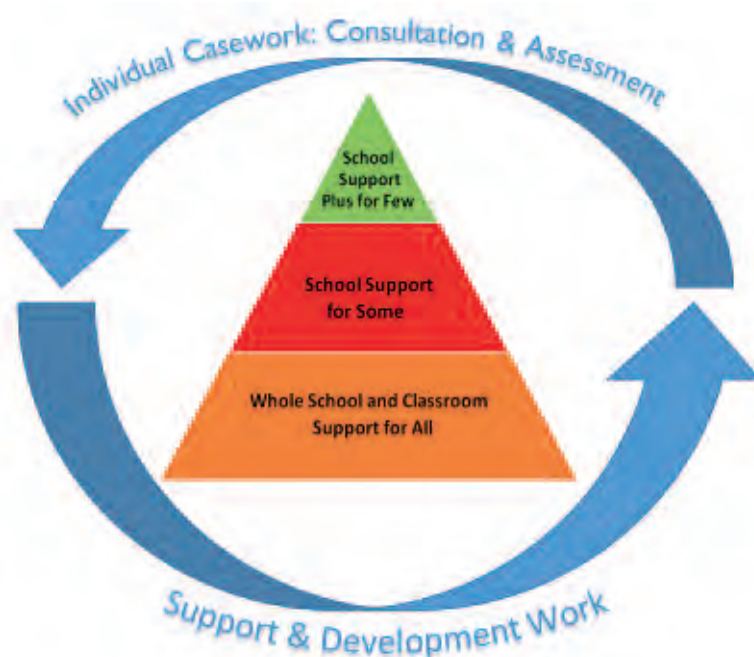 Individual Casework: Consultation & Assessment
School
Support
Plus for Few
School Support
for Some
Whole School and Classroom
Support for All
Support & Development Work